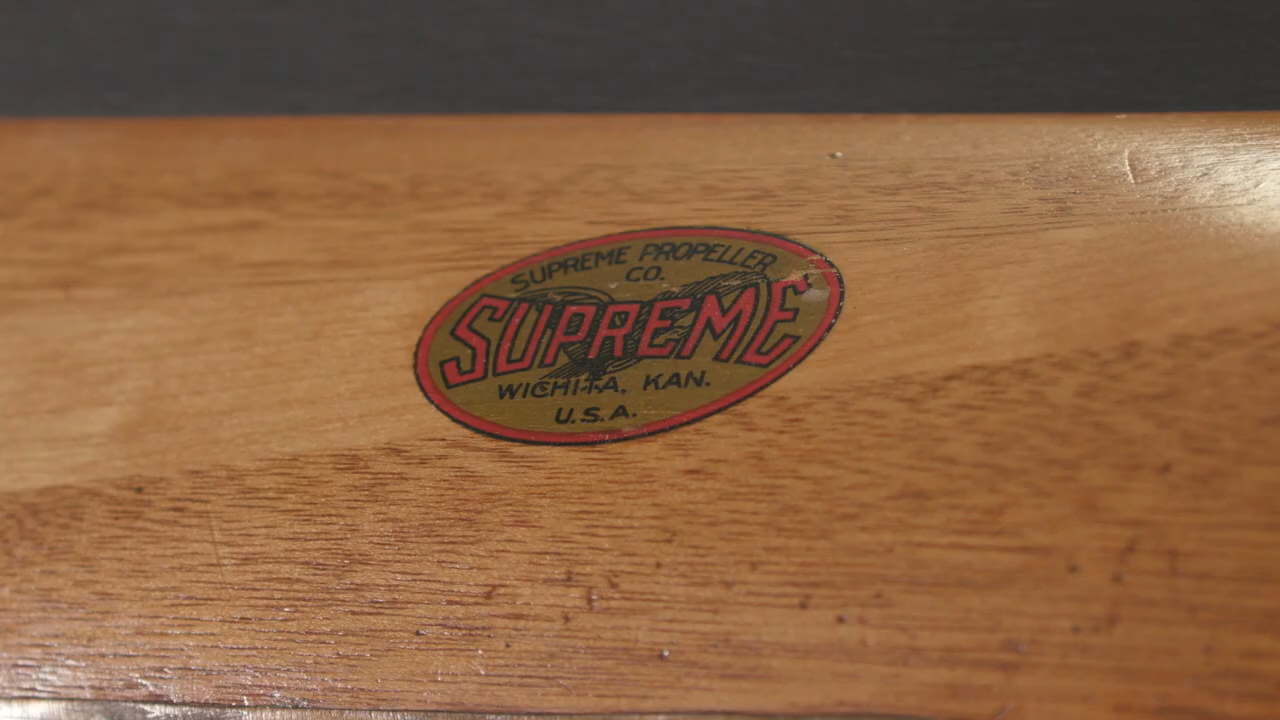 SUPREME PROPELLER
CO.
SUPREME
WICHITA, KAN.
U.S.A.